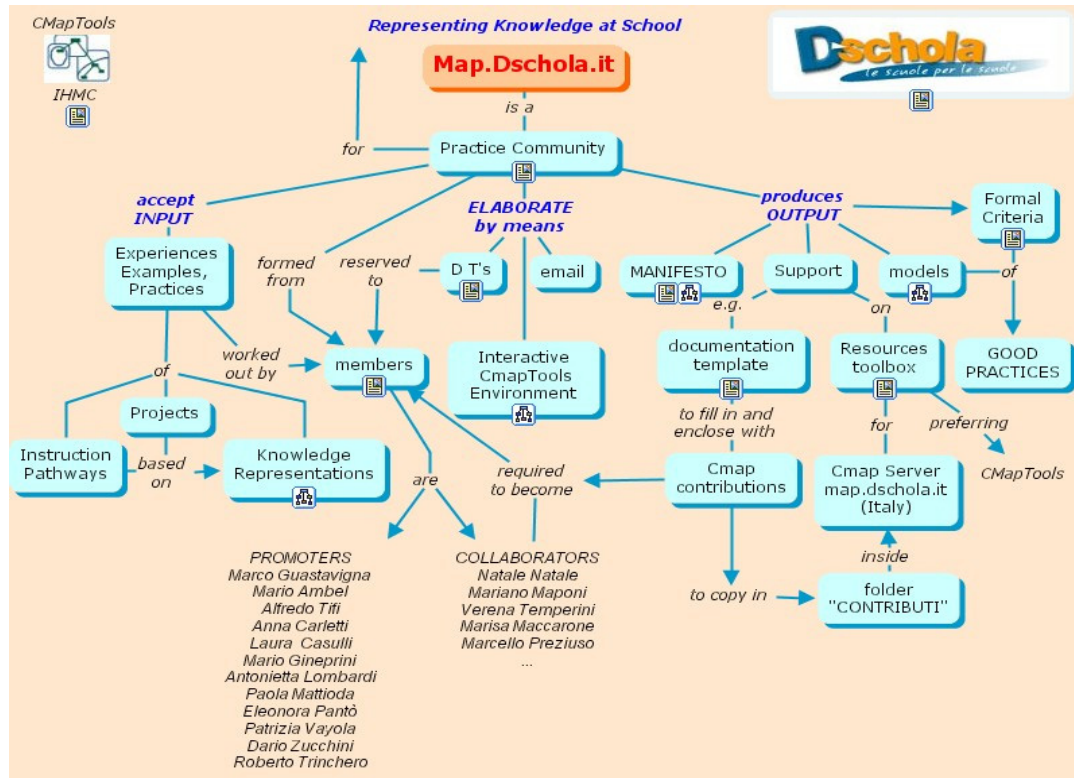 CMapTools
IHMC
Representing Knowledge at School
Map.Dschola.it
Dschola
le scuole per le scuole
is a
for
Practice Community
accept
INPUT
ELABORATE
by means
produces
OUTPUT
Formal
Criteria
Experiences
Examples,
Practices
formed
from
reserved
to
D T's
email
MANIFESTO
Support
models
of
e.g.
on
worked
out by
members
Interactive
CmapTools
Environment
documentation
template
Resources
toolbox
GOOD
PRACTICES
of
Projects
Instruction
Pathways
based
on
Knowledge
Representations
are
required
to become
to fill in and
enclose with
Cmap
contributions
for
preferring
CMapTools
Cmap Server
map.dschola.it
(Italy)
inside
to copy in
folder
"CONTRIBUTI"
PROMOTERS
Marco Guastavigna
Mario Ambel
Alfredo Tifi
Anna Carletti
Laura Casulli
Mario Gineprini
Antonietta Lombardi
Paola Mattioda
Eleonora Pantò
Patrizia Vayola
Dario Zucchini
Roberto Trinchero
COLLABORATORS
Natale Natale
Mariano Maponi
Verena Temperini
Marisa Maccarone
Marcello Preziuso
...